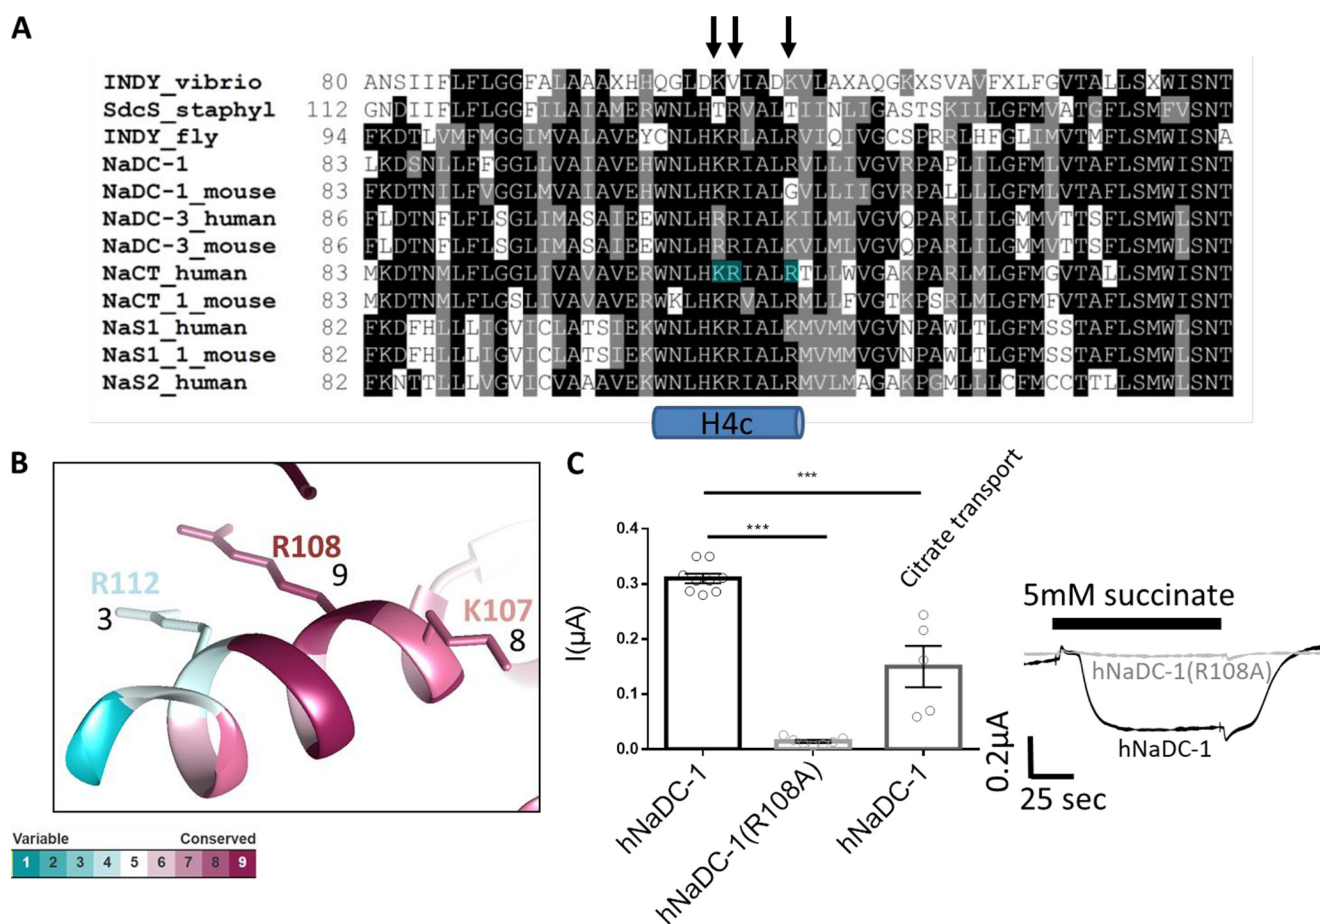 A
INDY_vibrio 80 ANSIIFLFLGGFALAAAXHHQGLDKVIADKVLAXAQGKXSVAVFXLFGVTALLSXWISNT
SdcS_staphyl 112 GNDIIFLFLGGFILAIAMERWNLHTRVALTIINLIGASTSKILLGFMVATGFLSMFVSNT
INDY_fly 94 FKDTLVMFMGGIMVALAVEYCNLHKRLALRVIQIVGCSPRRLHFGLIMVTMFLSMWISNA
NaDC-1 83 LKDSNLLFFGGLLVAIAVEHWNLHKRIALRVLLIVGVRPAPLILGFMLVTAFLSMWISNT
NaDC-1_mouse 83 FKDTNILFVGGLMVAIAVEHWNLHKRIALGVLLIIGVRPALLLLGFMLVTAFLSMWISNT
NaDC-3_human 86 FLDTNFLFLSGLIMASAIEEWNLHRRIALKILMLVGVQPARLILGMMVTTSFLSMWLSNT
NaDC-3_mouse 86 FLDTNFLFLSGLIMASAIEEWNLHRRIALKVLMLVGVQPARLILGMMVTTSFLSMWLSNT
NaCT_human 83 MKDTNMLFLGGLIVAVAVERWNLHKRIALRTLLWVGAKPARLMLGFMGVTALLSMWISNT
NaCT_1_mouse 83 MKDTNMLFLGSLIVAVAVERWKLHKRVALRMLLFVGTKPSRLMLGFMFVTAFLSMWISNT
NaS1_human 82 FKDFHLLLIGVICLATSIEKWNLHKRIALKMVMMVGVNPAWLTLGFMSSTAFLSMWLSNT
NaS1_1_mouse 82 FKDFHLLLIGVICLATSIEKWNLHKRIALRMVMMVGVNPAWLTLGFMSSTAFLSMWLSNT
NaS2_human 82 FKNTTLLLVGVICVAAAVEKWNLHKRIALRMVLMAGAKPGMLLLCFMCCTTLLSMWLSNT
H4c
B
R108
9
R112
3
K107
8
Variable Conserved
1 2 3 4 5 6 7 8 9
C
***
***
Citrate transport
I(µA)
0.4
0.3
0.2
0.1
0.0
hNaDC-1
hNaDC-1(R108A)
hNaDC-1
5mM succinate
hNaDC-1(R108A)
hNaDC-1
0.2µA
25 sec